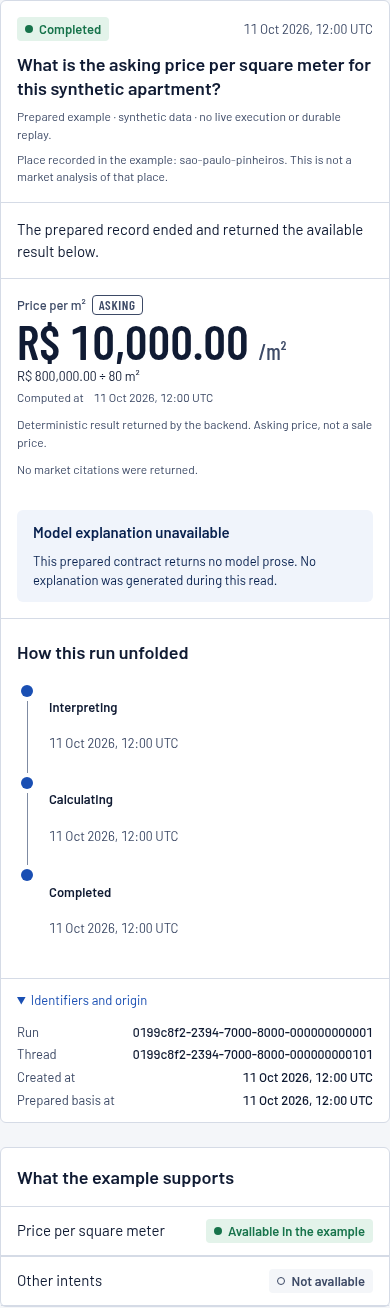 Completed
11 Oct 2026, 12:00 UTC
What is the asking price per square meter for
this synthetic apartment?
Prepared example · synthetic data · no live execution or durable
replay.
Place recorded in the example: sao-paulo-pinheiros. This is not a
market analysis of that place.
The prepared record ended and returned the available
result below.
Price per m² ASKING
R$ 10,000.00 /m²
R$ 800,000.00 ÷ 80 m²
Computed at 11 Oct 2026, 12:00 UTC
Deterministic result returned by the backend. Asking price, not a sale
price.
No market citations were returned.
Model explanation unavailable
This prepared contract returns no model prose. No
explanation was generated during this read.
How this run unfolded
Interpreting
11 Oct 2026, 12:00 UTC
Calculating
11 Oct 2026, 12:00 UTC
Completed
11 Oct 2026, 12:00 UTC
Identifiers and origin
Run 0199c8f2-2394-7000-8000-000000000001
Thread 0199c8f2-2394-7000-8000-000000000101
Created at 11 Oct 2026, 12:00 UTC
Prepared basis at 11 Oct 2026, 12:00 UTC
What the example supports
Price per square meter Available in the example
Other intents Not available